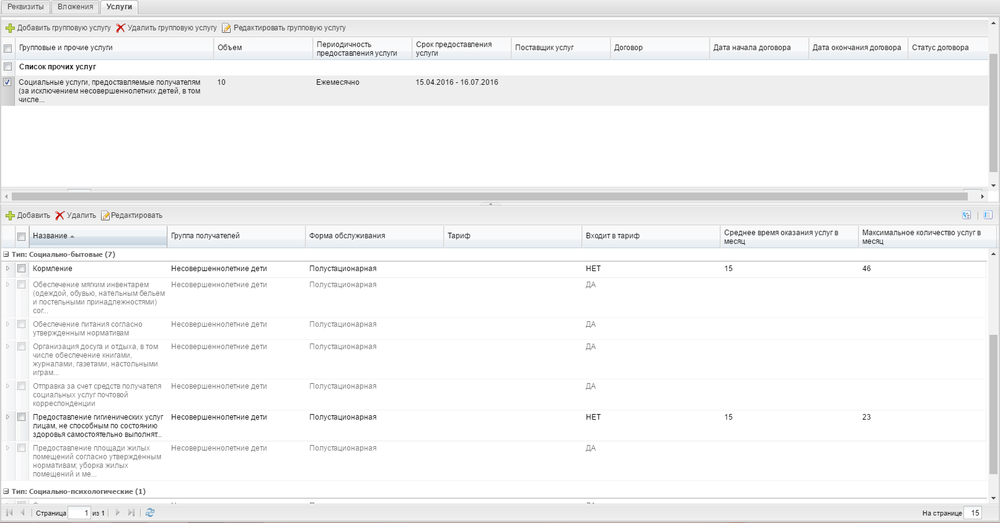 Реквизиты Вложения Услуги
Добавить групповую услугу Удалить групповую услугу Редактировать групповую услугу
Групповые и прочие услуги Объем Периодичность предоставления услуги Срок предоставления услуги Поставщик услуг Договор Дата начала договора Дата окончания договора Статус договора
Список прочих услуг
Социальные услуги, предоставляемые получателям 10 Ежемесячно 15.04.2016 - 16.07.2016
(за исключением несовершеннолетних детей, в том
числе...
Добавить Удалить Редактировать
Название Группа получателей Форма обслуживания Тариф Входит в тариф Среднее время оказания услуг в месяц Максимальное количество услуг в месяц
Тип: Социально-бытовые (7)
Кормление Несовершеннолетние дети Полустационарная НЕТ 15 46
Обеспечение мягким инвентарем Несовершеннолетние дети Полустационарная ДА
(одеждой, обувью, нательным бельем
и постельными принадлежностями)
сог...
Обеспечение питания согласно Несовершеннолетние дети Полустационарная ДА
утвержденным нормативам
Организация досуга и отдыха, в том Несовершеннолетние дети Полустационарная ДА
числе обеспечение книгами,
журналами, газетами, настольными
играм...
Отправка за счет средств получателя Несовершеннолетние дети Полустационарная ДА
социальных услуг почтовой
корреспонденции
Предоставление гигиенических услуг Несовершеннолетние дети Полустационарная НЕТ 15 23
лицам, не способным по состоянию
здоровья самостоятельно выполнят...
Предоставление площади жилых Несовершеннолетние дети Полустационарная ДА
помещений согласно утвержденным
нормативам; уборка жилых
помещений и ме...
Тип: Социально-психологические (1)
Страница 1 из 1 На странице 15